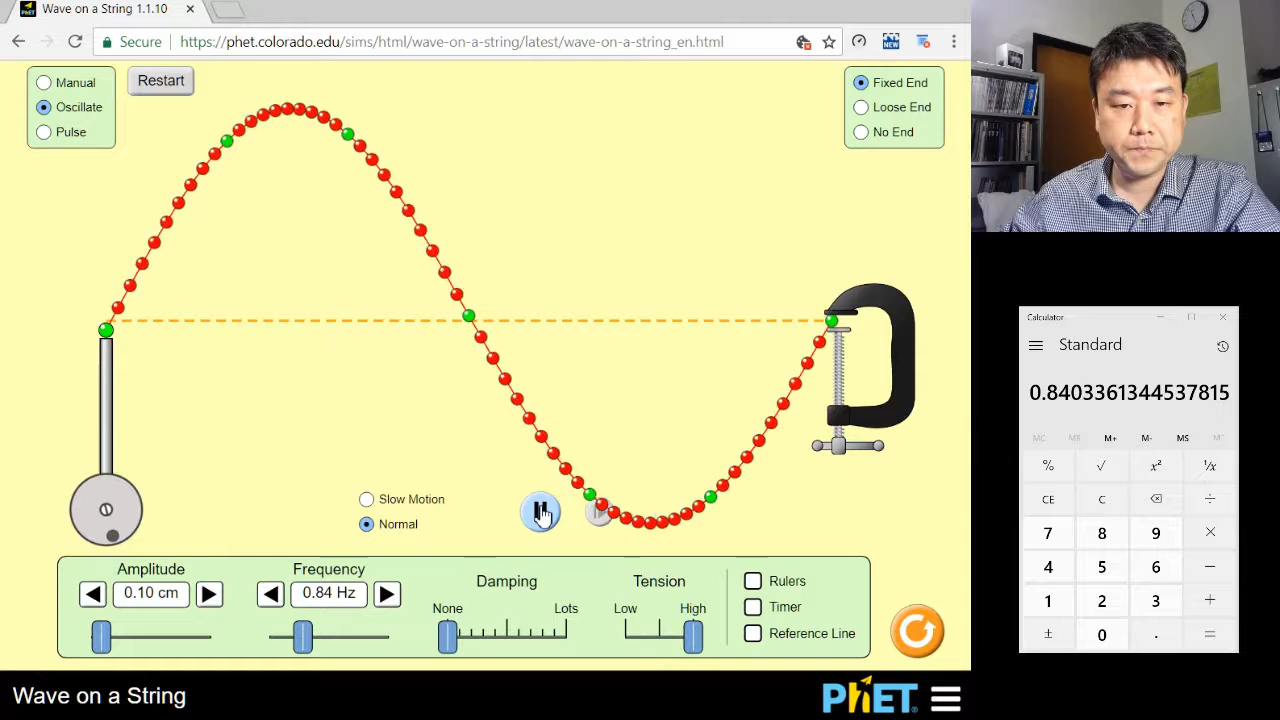 Wave on a String 1.1.10
Secure
https://phet.colorado.edu/sims/html/wave-on-a-string/latest/wave-on-a-string_en.html
NEW
Manual
Oscillate
Pulse
Restart
Fixed End
Loose End
No End
Slow Motion
Normal
Amplitude
0.10 cm
Frequency
0.84 Hz
Damping
None
Lots
Tension
Low
High
Rulers
Timer
Reference Line
Wave on a String
PhET
Calculator
Standard
0.8403361344537815
MC MR M+ M- MS M˅
% √ x² ¹/x
CE C ÷
7 8 9 ×
4 5 6 −
1 2 3 +
± 0 . =